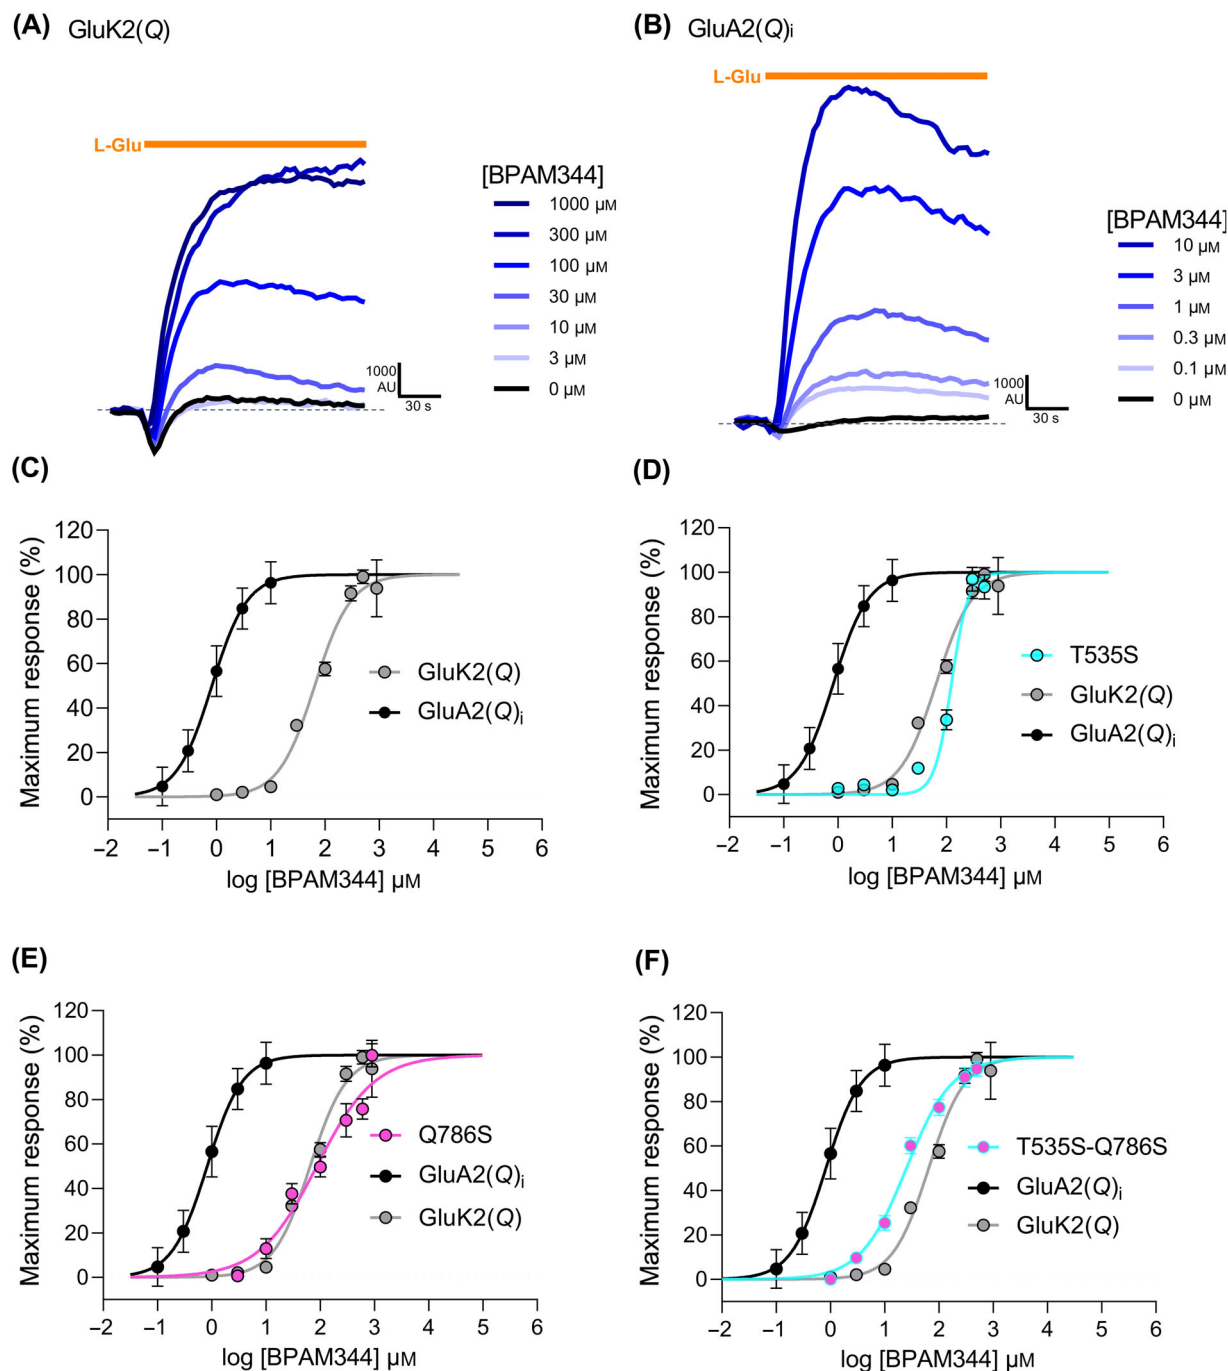 (A) GluK2(Q)
L-Glu
[BPAM344]
1000 µM
300 µM
100 µM
30 µM
10 µM
3 µM
0 µM
1000
AU
30 s
(B) GluA2(Q)i
L-Glu
[BPAM344]
10 µM
3 µM
1 µM
0.3 µM
0.1 µM
0 µM
1000
AU
30 s
(C)
Maximum response (%)
120
100
80
60
40
20
0
GluK2(Q)
GluA2(Q)i
−2 −1 0 1 2 3 4 5 6
log [BPAM344] µM
(D)
Maximum response (%)
120
100
80
60
40
20
0
T535S
GluK2(Q)
GluA2(Q)i
−2 −1 0 1 2 3 4 5 6
log [BPAM344] µM
(E)
Maximum response (%)
120
100
80
60
40
20
0
Q786S
GluA2(Q)i
GluK2(Q)
−2 −1 0 1 2 3 4 5 6
log [BPAM344] µM
(F)
Maximum response (%)
120
100
80
60
40
20
0
T535S-Q786S
GluA2(Q)i
GluK2(Q)
−2 −1 0 1 2 3 4 5 6
log [BPAM344] µM